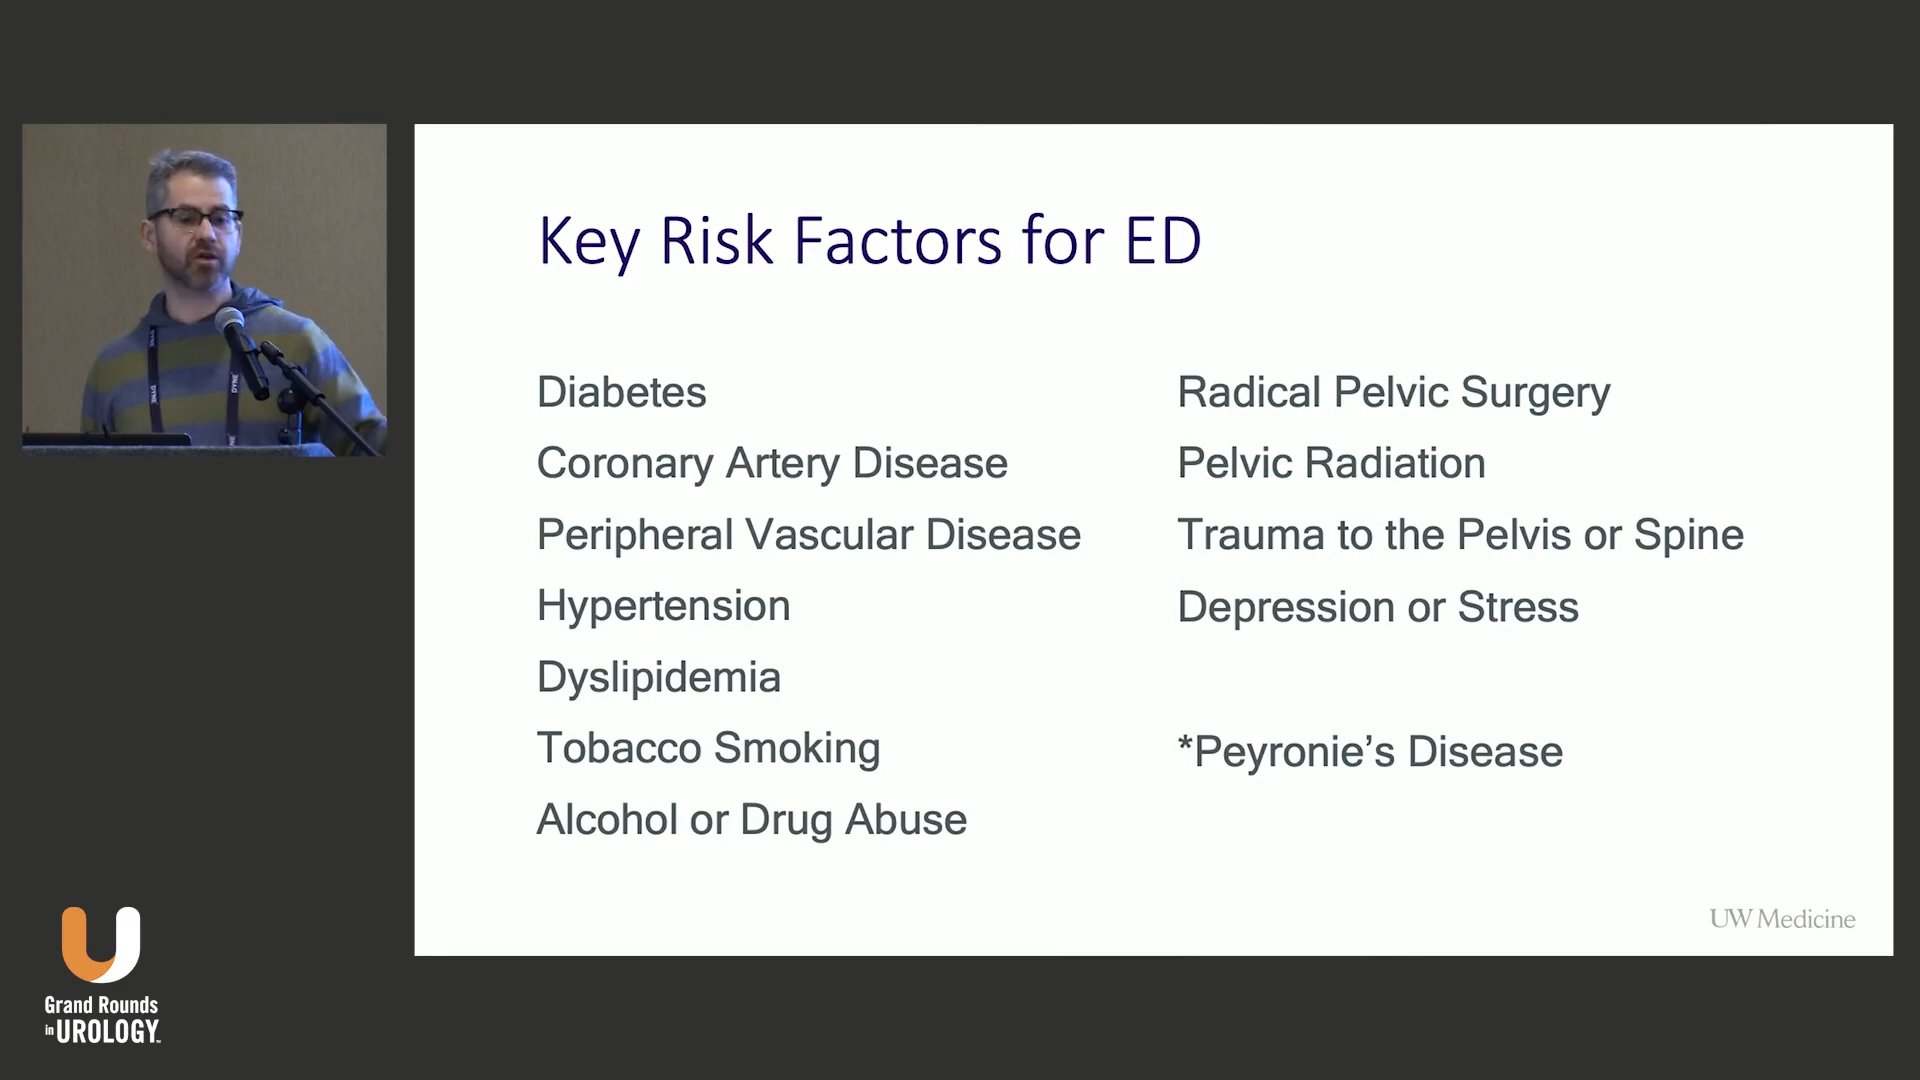 Key Risk Factors for ED
Diabetes
Coronary Artery Disease
Peripheral Vascular Disease
Hypertension
Dyslipidemia
Tobacco Smoking
Alcohol or Drug Abuse
Radical Pelvic Surgery
Pelvic Radiation
Trauma to the Pelvis or Spine
Depression or Stress
*Peyronie's Disease
UW Medicine
Grand Rounds
in UROLOGY™
DYNE